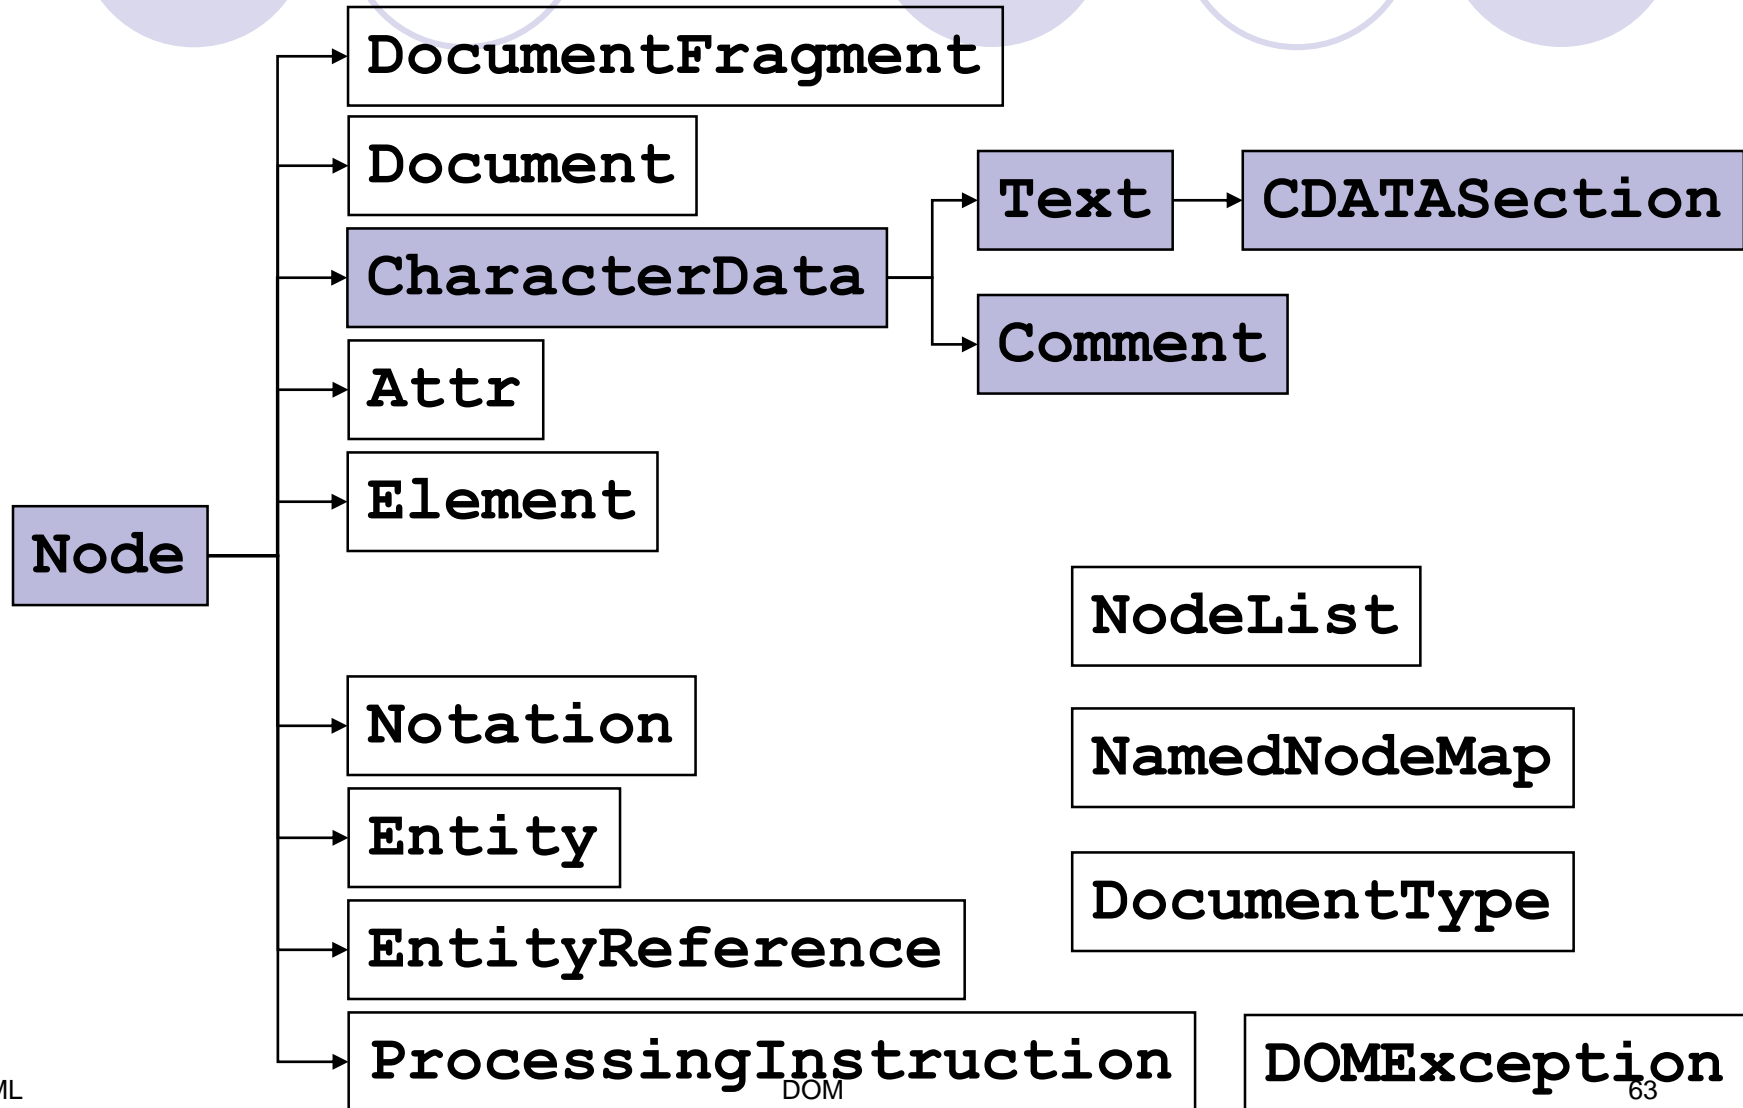 DocumentFragment
Document
Text
CDATASection
CharacterData
Comment
Attr
Element
Node
NodeList
Notation
NamedNodeMap
Entity
DocumentType
EntityReference
ProcessingInstruction
DOMException
ML
DOM
63